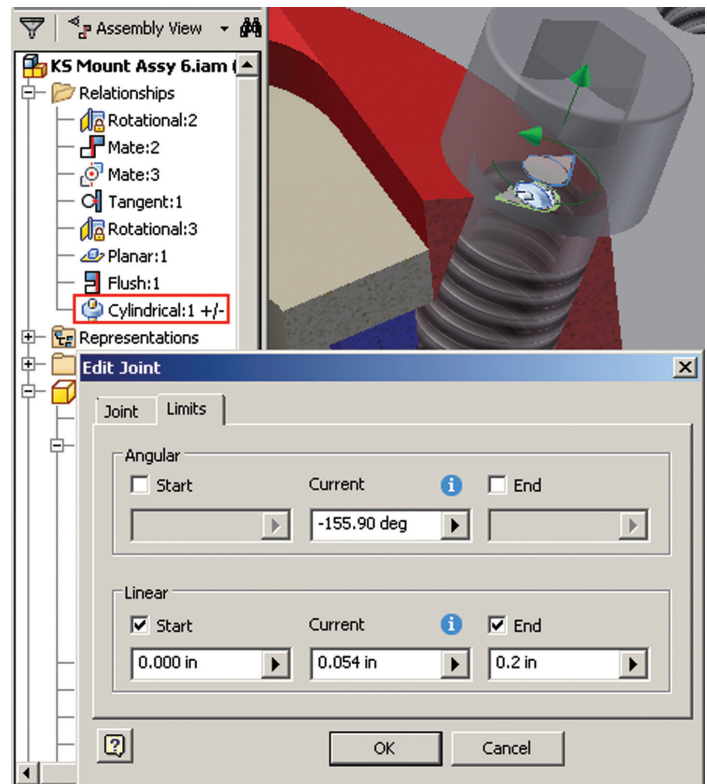 Assembly View
KS Mount Assy 6.iam (
Relationships
Rotational:2
Mate:2
Mate:3
Tangent:1
Rotational:3
Planar:1
Flush:1
Cylindrical:1 +/-
Representations
Edit Joint
Joint Limits
Angular
Start Current End
-155.90 deg
Linear
Start Current End
0.000 in 0.054 in 0.2 in
OK Cancel